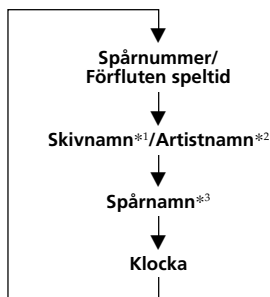 Spårnummer/
Förfluten speltid
Skivnamn*1/Artistnamn*2
Spårnamn*3
Klocka